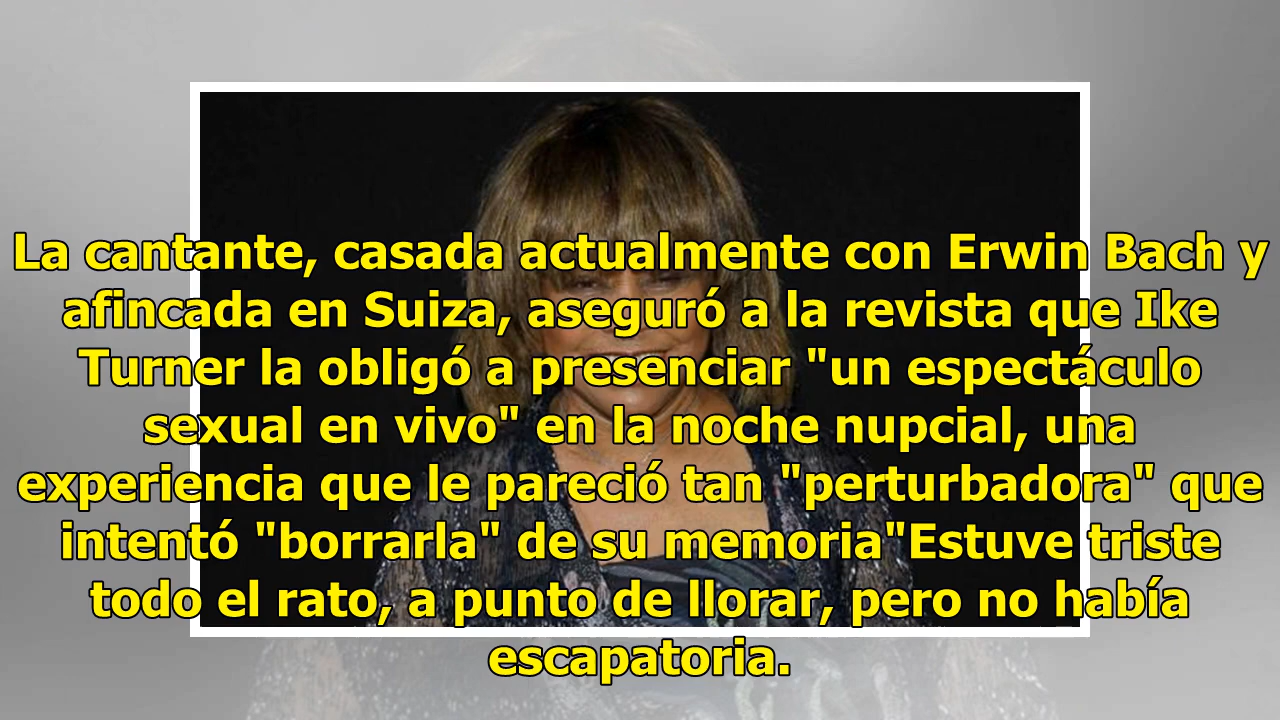 La cantante, casada actualmente con Erwin Bach y
afincada en Suiza, aseguró a la revista que Ike
Turner la obligó a presenciar "un espectáculo
sexual en vivo" en la noche nupcial, una
experiencia que le pareció tan "perturbadora" que
intentó "borrarla" de su memoria"Estuve triste
todo el rato, a punto de llorar, pero no había
escapatoria.